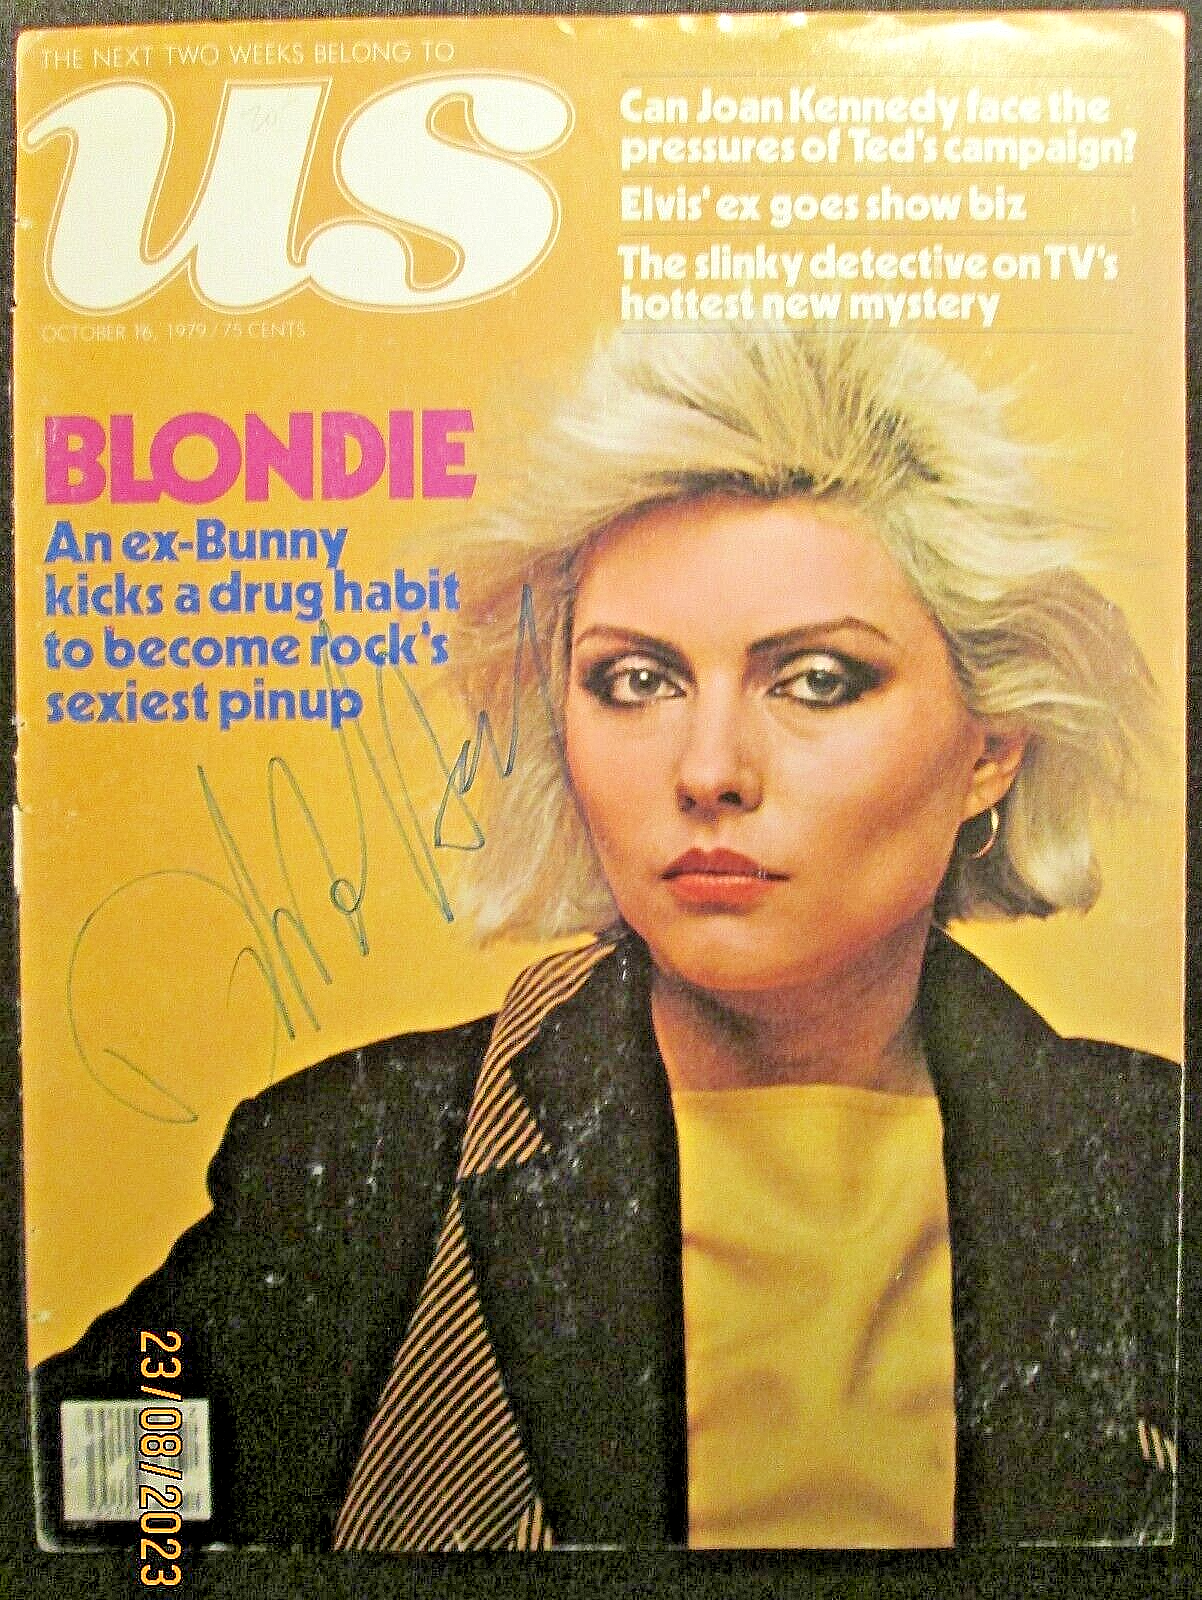 THE NEXT TWO WEEKS BELONG TO
us
OCTOBER 16, 1979/75 CENTS
Can Joan Kennedy face the
pressures of Ted's campaign?
Elvis' ex goes show biz
The slinky detective on TV's
hottest new mystery
BLONDIE
An ex-Bunny
kicks a drug habit
to become rock's
sexiest pinup
23/08/2023